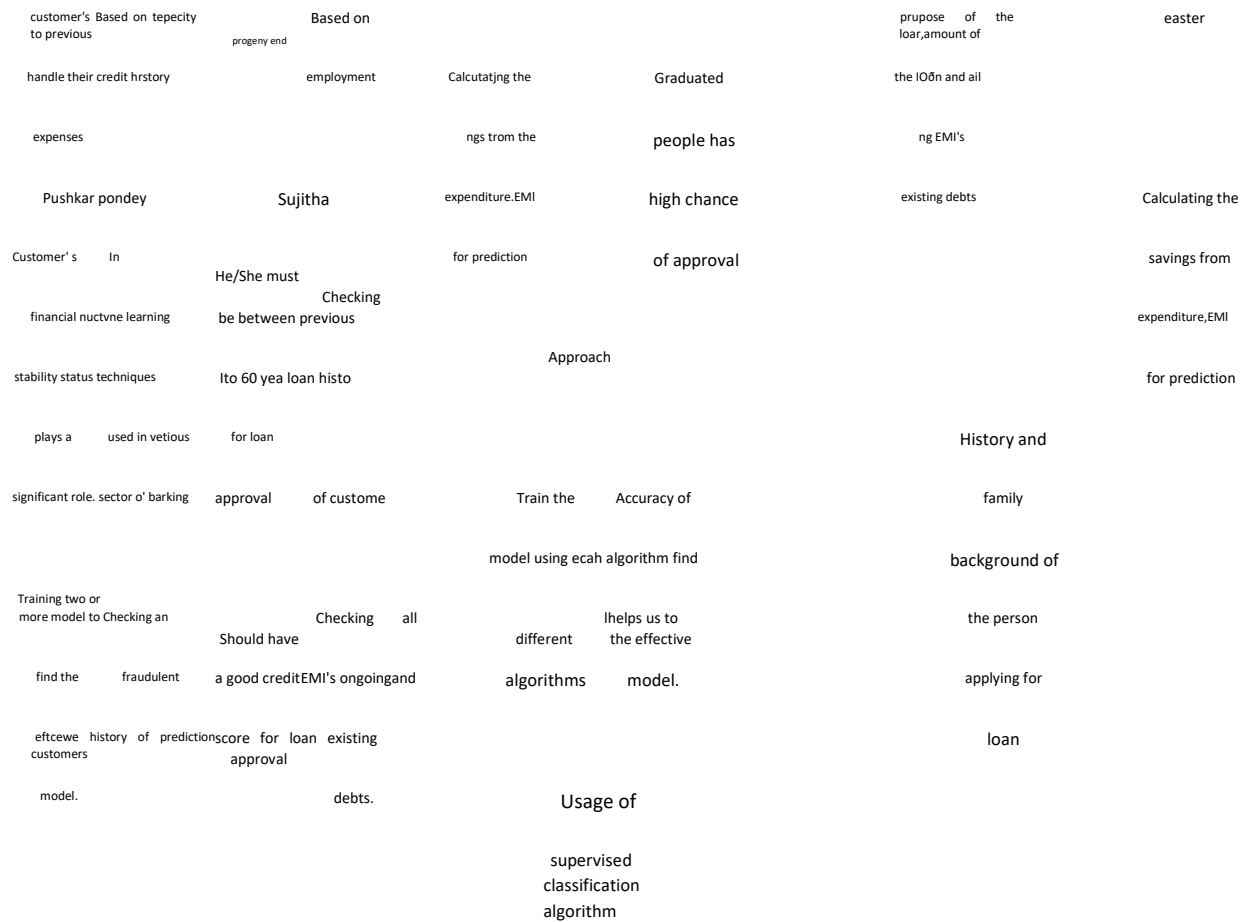 customer's Based on tepecity
to previous
Based on
progeny end
prupose of the
loar,amount of
easter
handle their credit hrstory
employment
Calcutatjng the
Graduated
the lOðn and ail
expenses
ngs trom the
people has
ng EMI's
Pushkar pondey
Sujitha
expenditure.EMl
high chance
existing debts
Calculating the
Customer' s In
He/She must
for prediction
of approval
savings from
Checking
financial nuctvne learning
be between previous
expenditure,EMl
Approach
stability status techniques
Ito 60 yea loan histo
for prediction
plays a used in vetious
for loan
History and
significant role. sector o' barking
approval of custome
Train the Accuracy of
family
model using ecah algorithm find
background of
Training two or
more model to Checking an
Checking all
Should have
lhelps us to
different the effective
the person
find the fraudulent
a good creditEMI's ongoingand
algorithms model.
applying for
eftcewe history of prediction
customers
score for loan existing
approval
loan
model.
debts.
Usage of
supervised
classification
algorithm